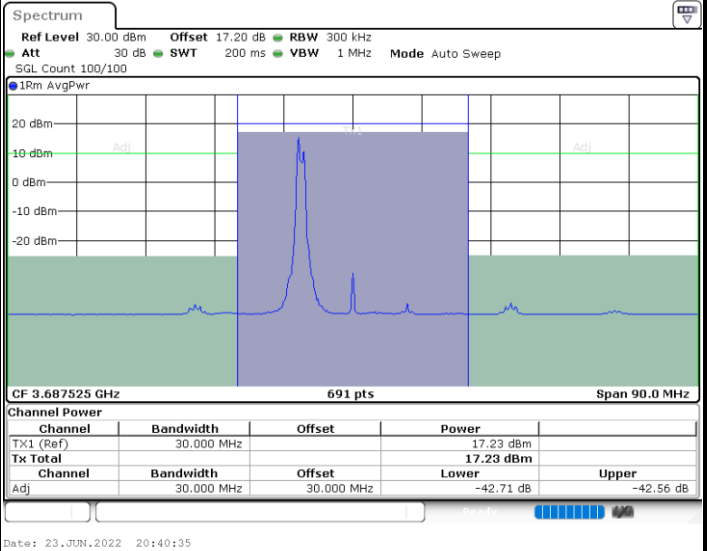 Spectrum
Ref Level 30.00 dBm Offset 17.20 dB RBW 300 kHz
Att 30 dB SWT 200 ms VBW 1 MHz Mode Auto Sweep
SGL Count 100/100
1Rm AvgPwr
20 dBm
TX1
Adj Adj
10 dBm
0 dBm
-10 dBm
-20 dBm
CF 3.687525 GHz 691 pts Span 90.0 MHz
Channel Power
Channel Bandwidth Offset Power
TX1 (Ref) 30.000 MHz 17.23 dBm
Tx Total 17.23 dBm
Channel Bandwidth Offset Lower Upper
Adj 30.000 MHz 30.000 MHz -42.71 dB -42.56 dB
Ready
Date: 23.JUN.2022 20:40:35